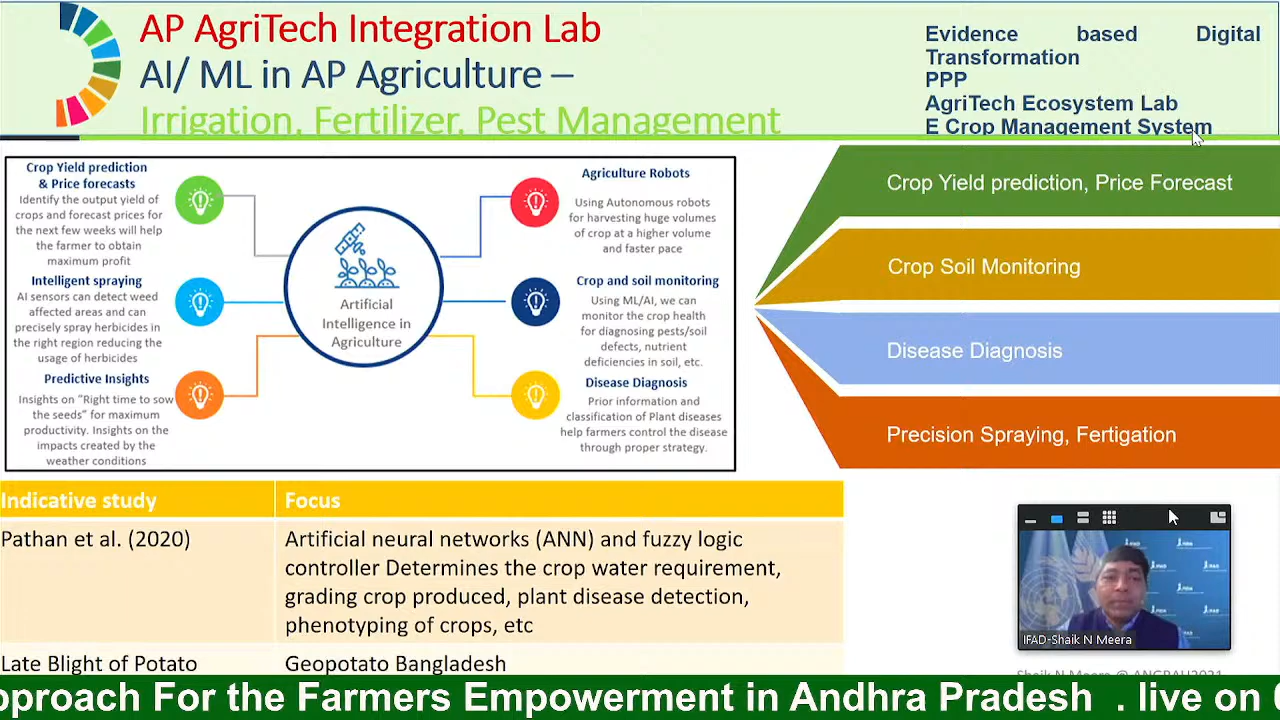 AP AgriTech Integration Lab
AI/ ML in AP Agriculture –
Irrigation, Fertilizer, Pest Management
Evidence based Digital
Transformation
PPP
AgriTech Ecosystem Lab
E Crop Management System
Crop Yield prediction
& Price forecasts
Identify the output yield of
crops and forecast prices for
the next few weeks will help
the farmer to obtain
maximum profit
Intelligent spraying
AI sensors can detect weed
affected areas and can
precisely spray herbicides in
the right region reducing the
usage of herbicides
Predictive Insights
Insights on “Right time to sow
the seeds” for maximum
productivity. Insights on the
impacts created by the
weather conditions
Artificial
Intelligence in
Agriculture
Agriculture Robots
Using Autonomous robots
for harvesting huge volumes
of crop at a higher volume
and faster pace
Crop and soil monitoring
Using ML/AI, we can
monitor the crop health
for diagnosing pests/soil
defects, nutrient
deficiencies in soil, etc.
Disease Diagnosis
Prior information and
classification of Plant diseases
help farmers control the disease
through proper strategy.
Crop Yield prediction, Price Forecast
Crop Soil Monitoring
Disease Diagnosis
Precision Spraying, Fertigation
Indicative study
Focus
Pathan et al. (2020)
Artificial neural networks (ANN) and fuzzy logic
controller Determines the crop water requirement,
grading crop produced, plant disease detection,
phenotyping of crops, etc
Late Blight of Potato
Geopotato Bangladesh
IFAD-Shaik N Meera
Shaik N Meera @ ANGRAU2021
pproach For the Farmers Empowerment in Andhra Pradesh . live on